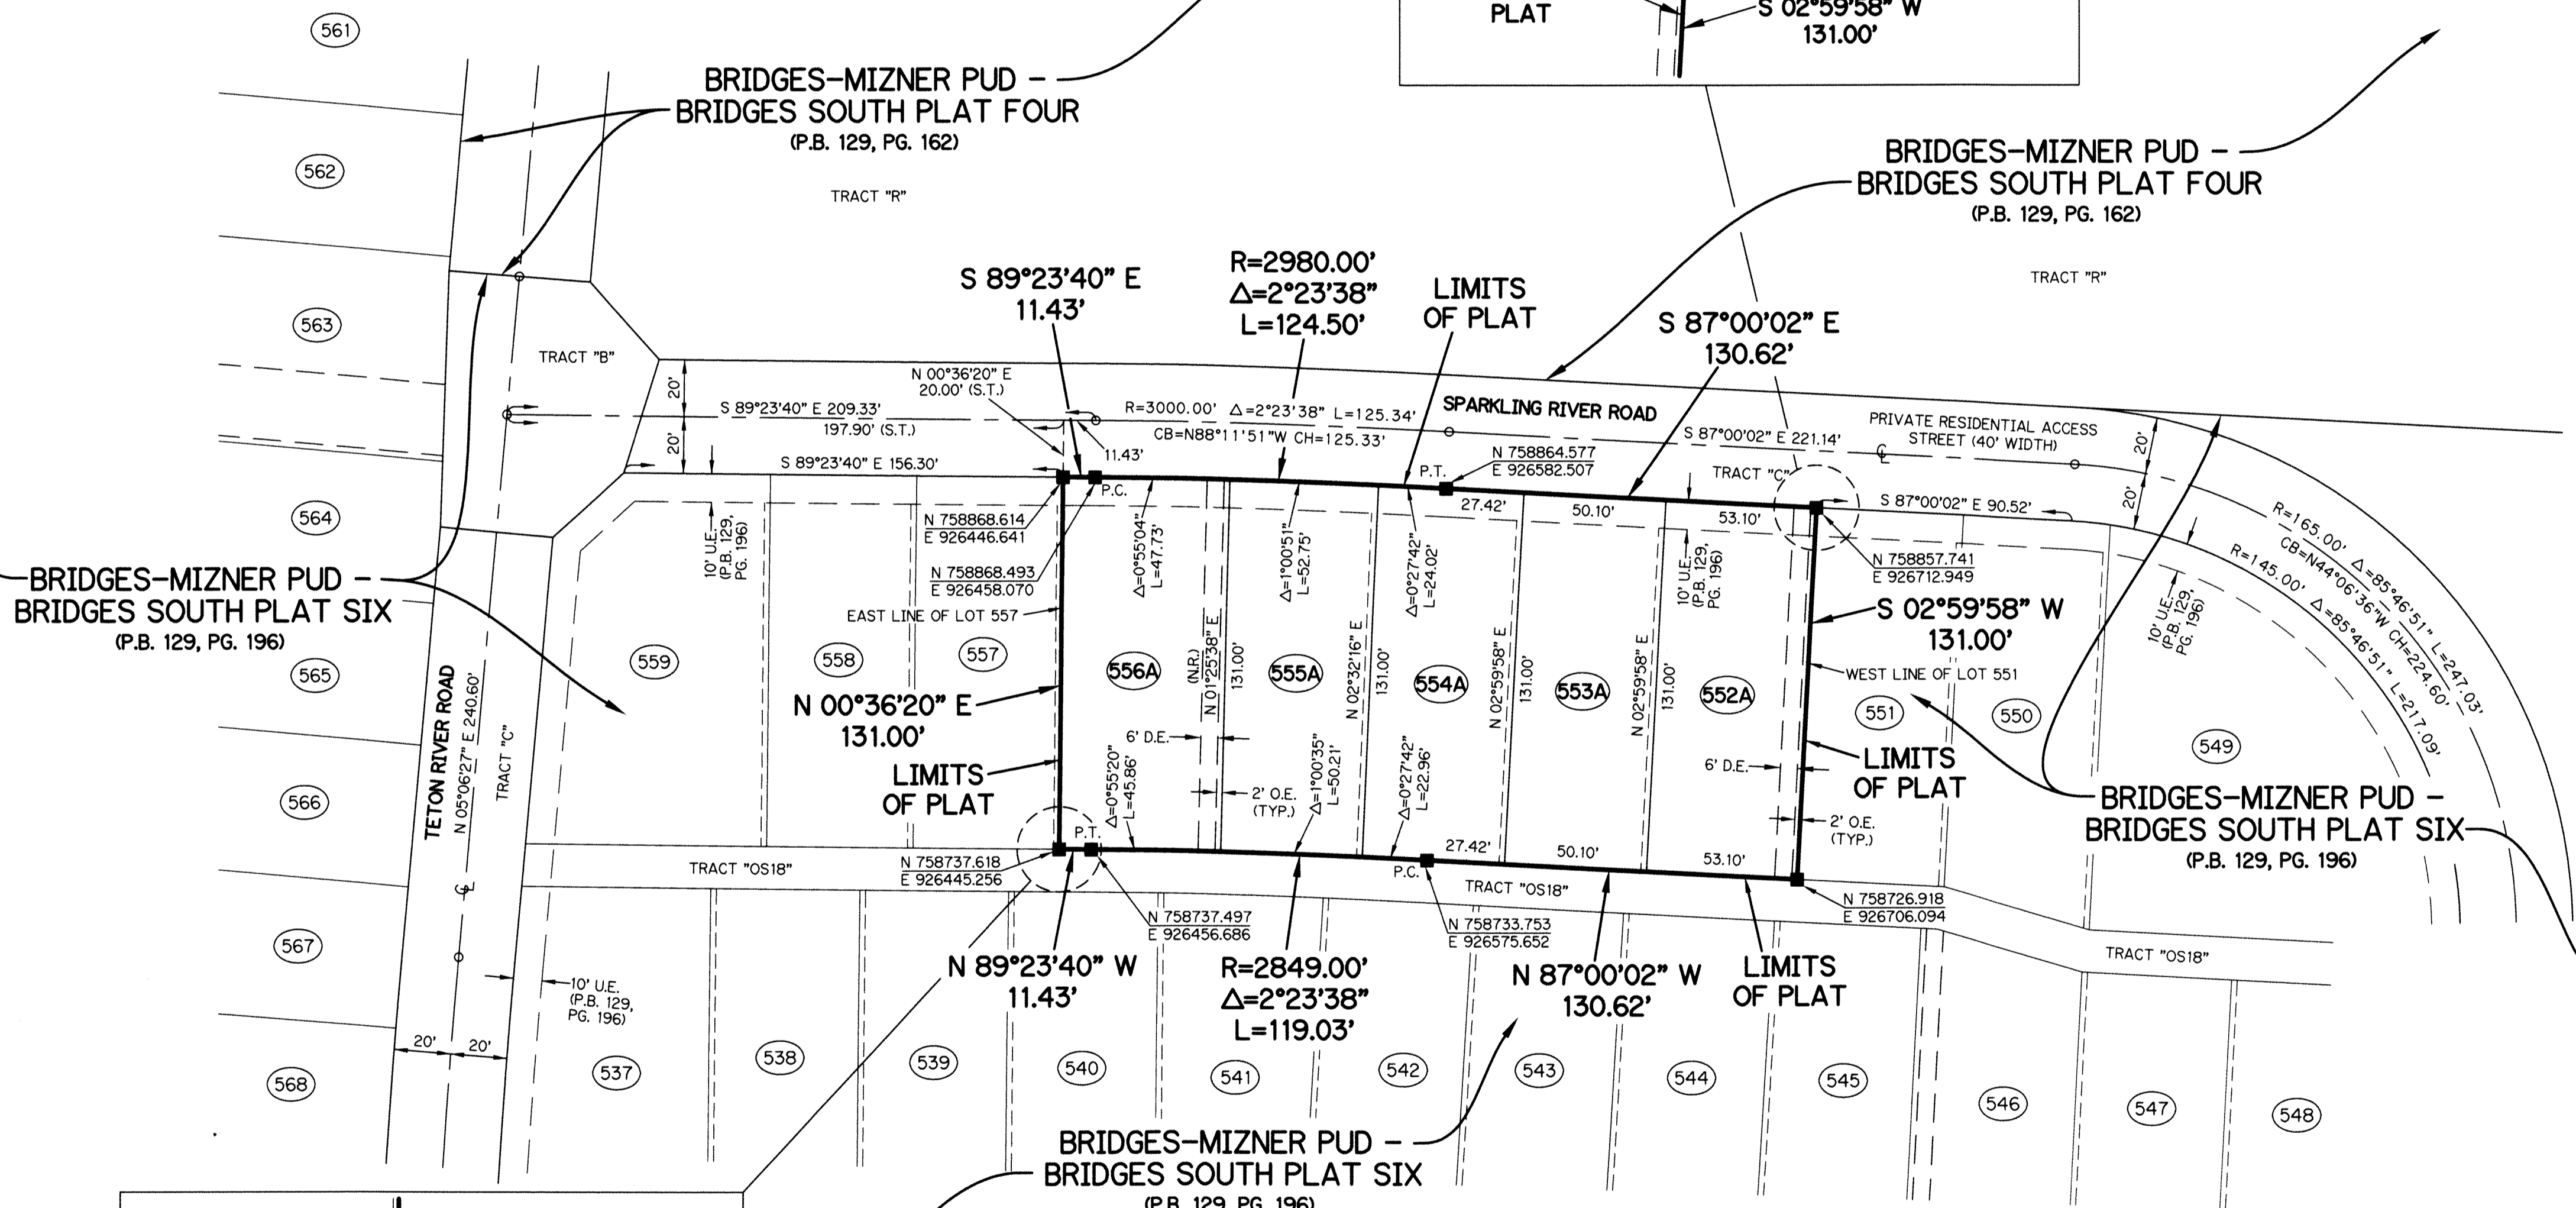 561
562
563
564
565
566
567
568
BRIDGES-MIZNER PUD -
BRIDGES SOUTH PLAT FOUR
(P.B. 129, PG. 162)
TRACT "R"
PLAT
S 02°59'58" W
131.00'
BRIDGES-MIZNER PUD -
BRIDGES SOUTH PLAT FOUR
(P.B. 129, PG. 162)
TRACT "R"
S 89°23'40" E
11.43'
R=2980.00'
Δ=2°23'38"
L=124.50'
LIMITS
OF PLAT
S 87°00'02" E
130.62'
TRACT "B"
20'
20'
N 00°36'20" E
20.00' (S.T.)
S 89°23'40" E 209.33'
197.90' (S.T.)
S 89°23'40" E 156.30'
11.43'
R=3000.00' Δ=2°23'38" L=125.34'
CB=N88°11'51"W CH=125.33'
SPARKLING RIVER ROAD
S 87°00'02" E 221.14'
PRIVATE RESIDENTIAL ACCESS
STREET (40' WIDTH)
℄
TRACT "C"
20'
20'
S 87°00'02" E 90.52'
P.C.
P.T.
N 758864.577
E 926582.507
27.42'
50.10'
53.10'
N 758868.614
E 926446.641
N 758868.493
E 926458.070
N 758857.741
E 926712.949
10' U.E.
(P.B. 129,
PG. 196)
Δ=0°55'04"
L=47.73'
Δ=1°00'51"
L=52.75'
Δ=0°27'42"
L=24.02'
10' U.E.
(P.B. 129,
PG. 196)
R=165.00' Δ=85°46'51" L=247.03'
CB=N44°06'36"W CH=224.60'
R=145.00' Δ=85°46'51" L=217.09'
10' U.E.
(P.B. 129,
PG. 196)
BRIDGES-MIZNER PUD -
BRIDGES SOUTH PLAT SIX
(P.B. 129, PG. 196)
EAST LINE OF LOT 557
559
558
557
556A
555A
554A
553A
552A
551
550
549
(N.R.)
N 01°25'38" E
131.00'
N 02°32'16" E
131.00'
N 02°59'58" E
131.00'
N 02°59'58" E
131.00'
S 02°59'58" W
131.00'
WEST LINE OF LOT 551
N 00°36'20" E
131.00'
LIMITS
OF PLAT
LIMITS
OF PLAT
6' D.E.
2' O.E.
(TYP.)
6' D.E.
2' O.E.
(TYP.)
TETON RIVER ROAD
N 05°06'27" E 240.60'
TRACT "C"
℄
BRIDGES-MIZNER PUD -
BRIDGES SOUTH PLAT SIX
(P.B. 129, PG. 196)
Δ=0°55'20"
L=45.86'
Δ=1°00'35"
L=50.21'
Δ=0°27'42"
L=22.96'
P.T.
P.C.
27.42'
50.10'
53.10'
TRACT "OS18"
N 758737.618
E 926445.256
TRACT "OS18"
N 758737.497
E 926456.686
N 758733.753
E 926575.652
N 758726.918
E 926706.094
TRACT "OS18"
N 89°23'40" W
11.43'
R=2849.00'
Δ=2°23'38"
L=119.03'
N 87°00'02" W
130.62'
LIMITS
OF PLAT
10' U.E.
(P.B. 129,
PG. 196)
20'
20'
537
538
539
540
541
542
543
544
545
546
547
548
BRIDGES-MIZNER PUD -
BRIDGES SOUTH PLAT SIX
(P.B. 129, PG. 196)